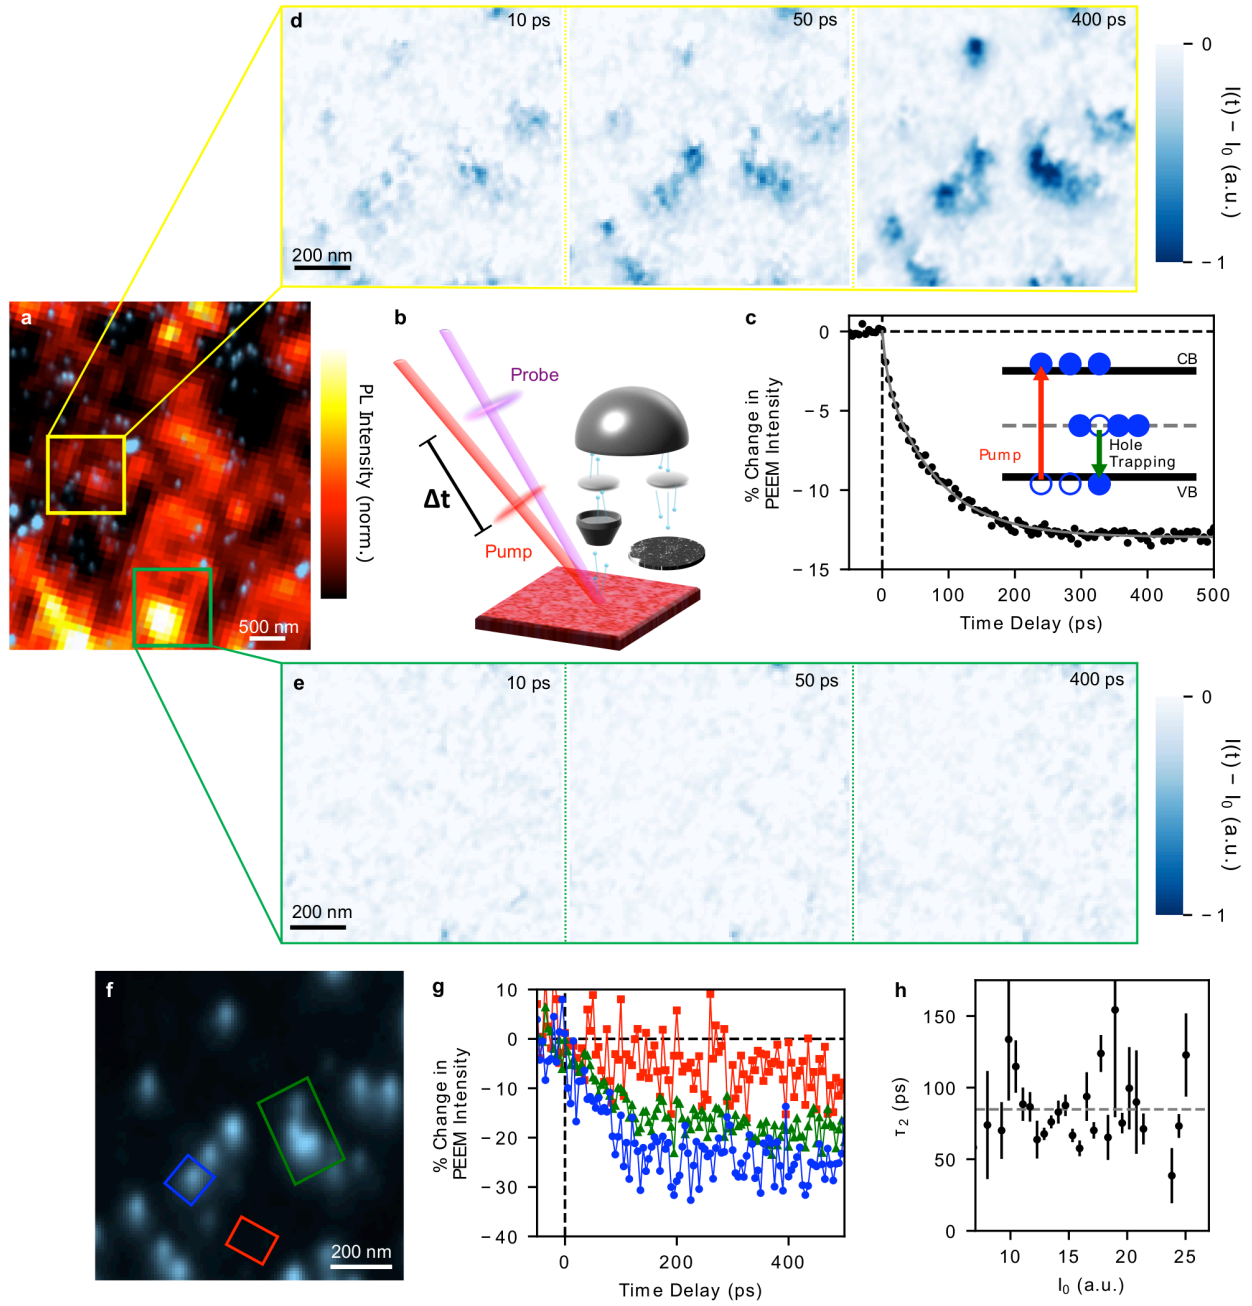 d
10 ps
50 ps
400 ps
200 nm
0
− 1
I(t) − I₀ (a.u.)
a
500 nm
PL Intensity (norm.)
b
Probe
Δt
Pump
c
0
−5
−10
−15
% Change in
PEEM Intensity
0
100
200
300
400
500
Time Delay (ps)
CB
Pump
Hole
Trapping
VB
e
10 ps
50 ps
400 ps
200 nm
0
− 1
I(t) − I₀ (a.u.)
f
200 nm
g
10
0
−10
−20
−30
−40
% Change in
PEEM Intensity
0
200
400
Time Delay (ps)
h
150
100
50
0
τ₂ (ps)
10
15
20
25
I₀ (a.u.)